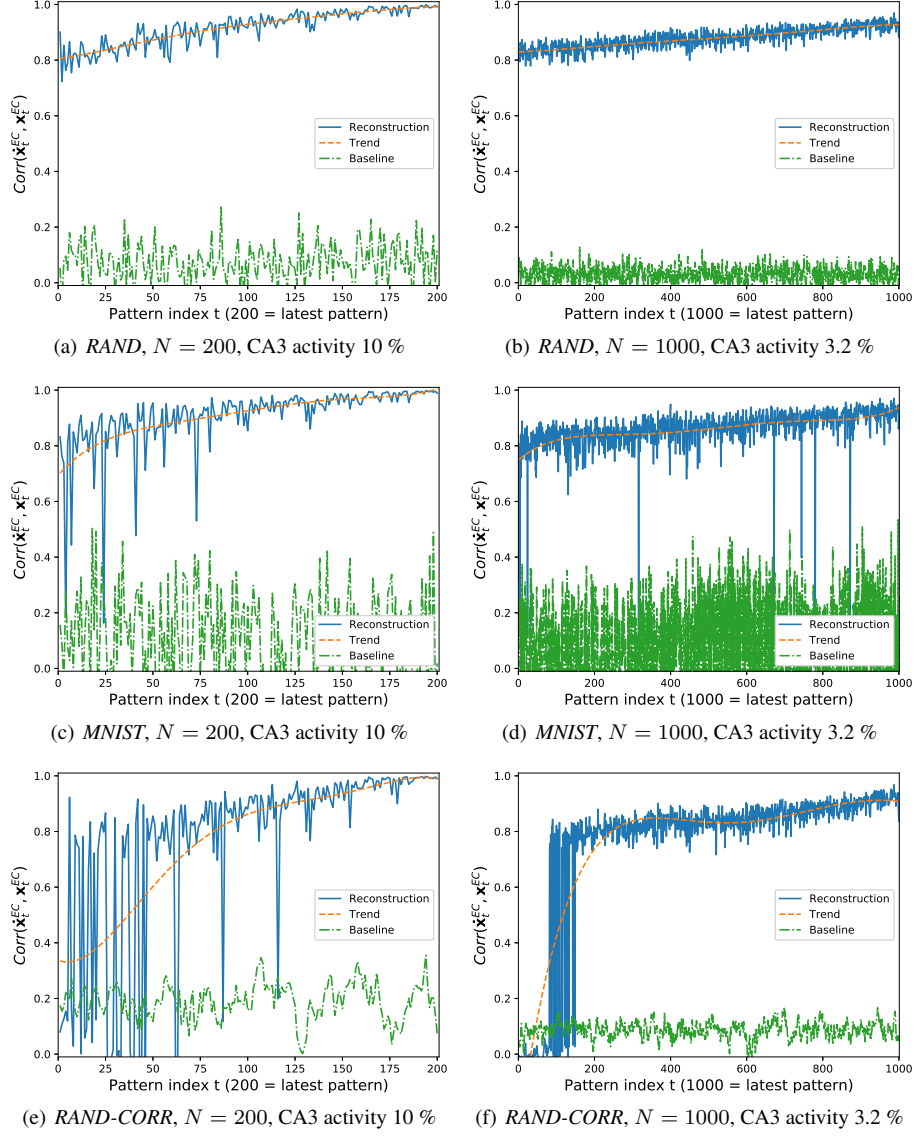 1.0
0.8
0.6
0.4
0.2
0.0
Corr(ẋ_t^EC, x_t^EC)
Reconstruction
Trend
Baseline
0 25 50 75 100 125 150 175 200
Pattern index t (200 = latest pattern)
(a) RAND, N = 200, CA3 activity 10 %
1.0
0.8
0.6
0.4
0.2
0.0
Corr(ẋ_t^EC, x_t^EC)
Reconstruction
Trend
Baseline
0 200 400 600 800 1000
Pattern index t (1000 = latest pattern)
(b) RAND, N = 1000, CA3 activity 3.2 %
1.0
0.8
0.6
0.4
0.2
0.0
Corr(ẋ_t^EC, x_t^EC)
Reconstruction
Trend
Baseline
0 25 50 75 100 125 150 175 200
Pattern index t (200 = latest pattern)
(c) MNIST, N = 200, CA3 activity 10 %
1.0
0.8
0.6
0.4
0.2
0.0
Corr(ẋ_t^EC, x_t^EC)
Reconstruction
Trend
Baseline
0 200 400 600 800 1000
Pattern index t (1000 = latest pattern)
(d) MNIST, N = 1000, CA3 activity 3.2 %
1.0
0.8
0.6
0.4
0.2
0.0
Corr(ẋ_t^EC, x_t^EC)
Reconstruction
Trend
Baseline
0 25 50 75 100 125 150 175 200
Pattern index t (200 = latest pattern)
(e) RAND-CORR, N = 200, CA3 activity 10 %
1.0
0.8
0.6
0.4
0.2
0.0
Corr(ẋ_t^EC, x_t^EC)
Reconstruction
Trend
Baseline
0 200 400 600 800 1000
Pattern index t (1000 = latest pattern)
(f) RAND-CORR, N = 1000, CA3 activity 3.2 %